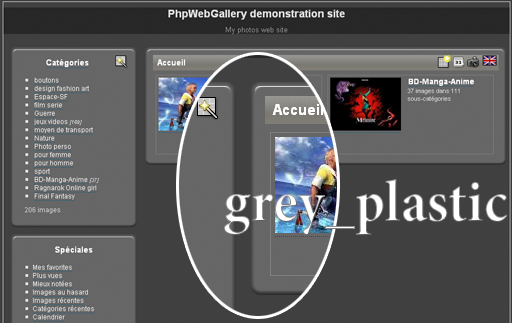 PhpWebGallery demonstration site
My photos web site
Catégories
boutons
design fashion art
Espace-SF
film serie
Guerre
jeux videos
moyen de transport
Nature
Photo perso
pour femme
pour homme
sport
BD-Manga-Anime
Ragnarok Online girl
Final Fantasy
206 images
Spéciales
Mes favorites
Plus vues
Mieux notées
Images au hasard
Images récentes
Catégories récentes
Calendrier
Accueil
31
BD-Manga-Anime
37 images dans 111
sous-catégories
Accueil
grey_plastic